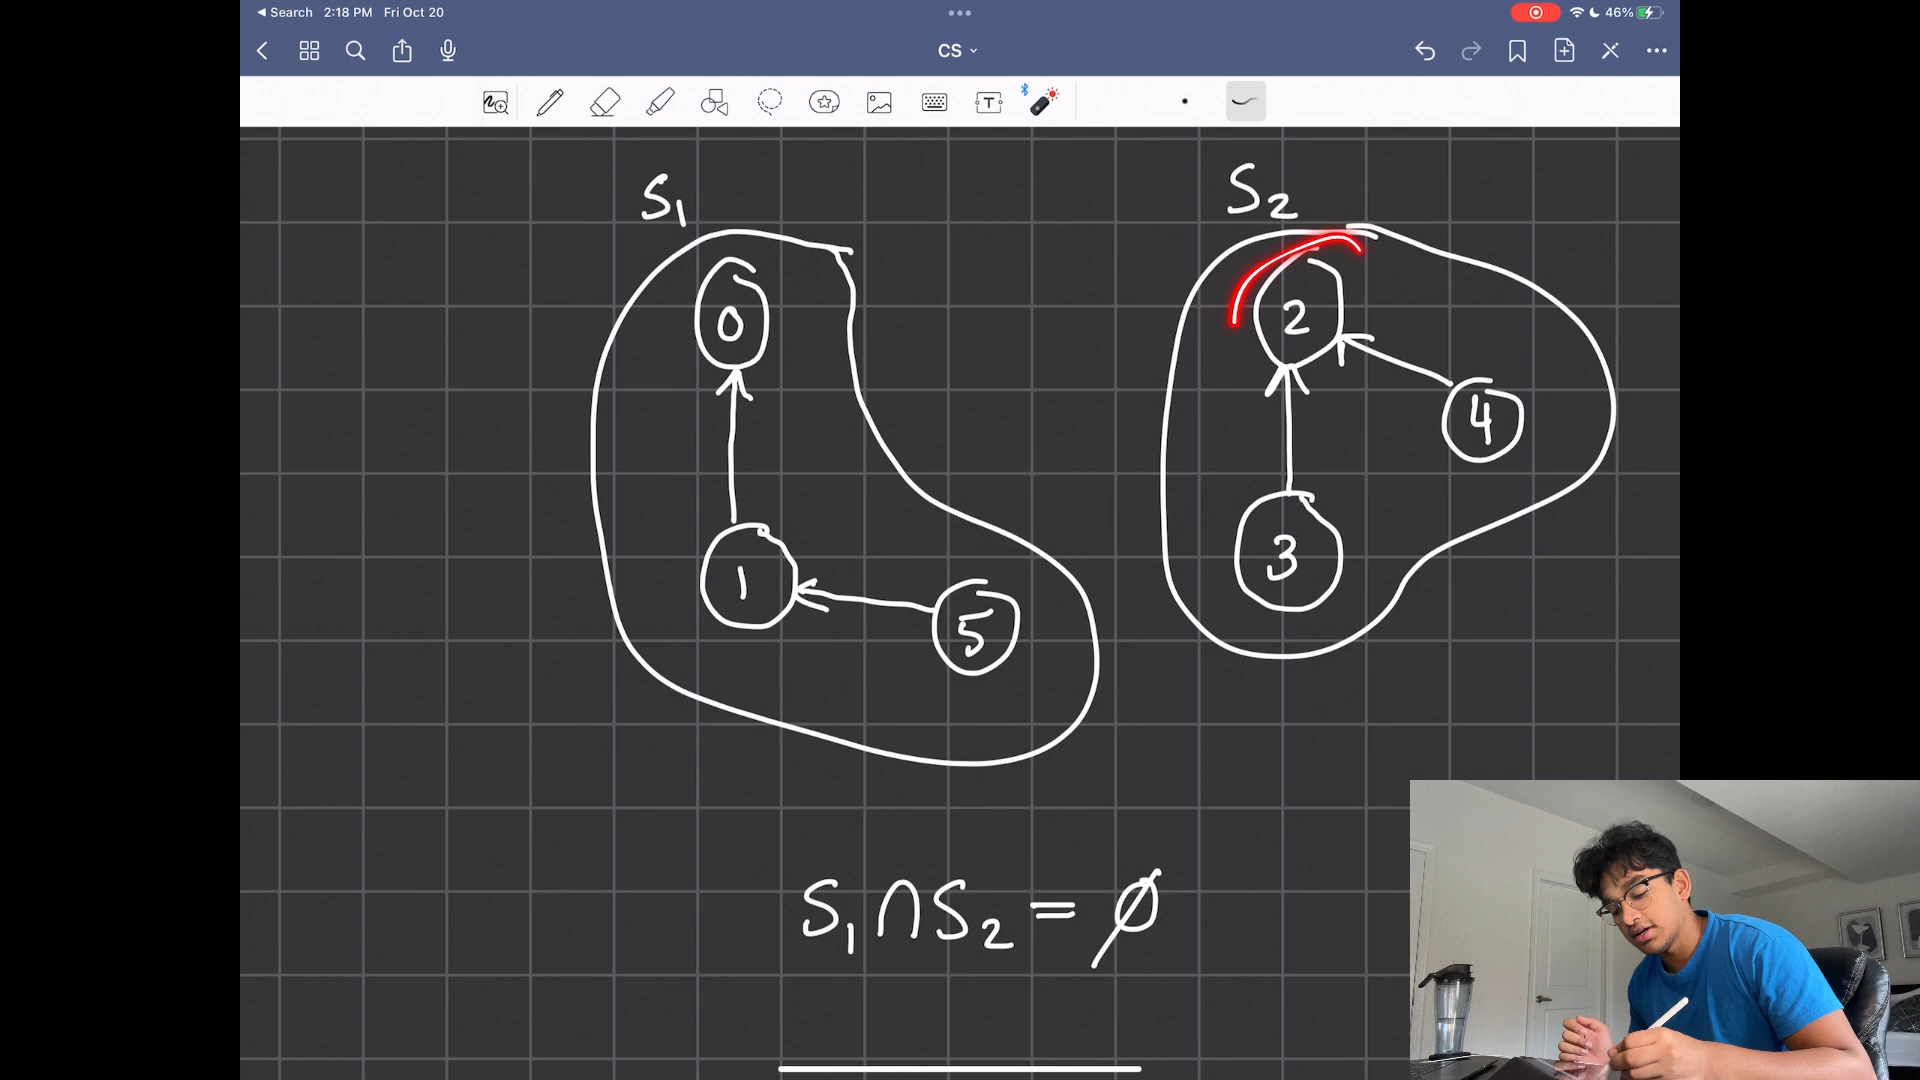 Search 2:18 PM Fri Oct 20
46%
CS
T
S₁
S₂
0
2
4
1
3
5
S₁ ∩ S₂ = ∅